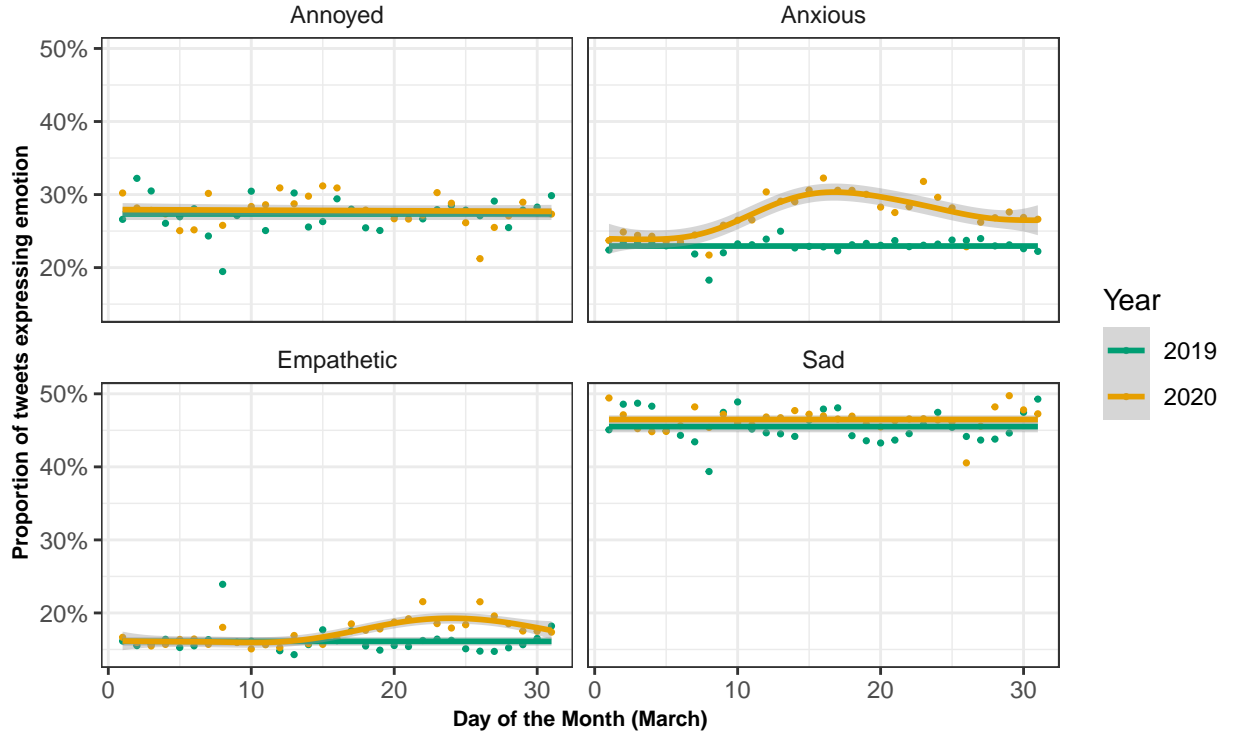 Annoyed Anxious
50%
40%
30%
20%
Empathetic Sad
50%
40%
30%
20%
0 10 20 30 0 10 20 30
Day of the Month (March)
Proportion of tweets expressing emotion
Year
2019
2020